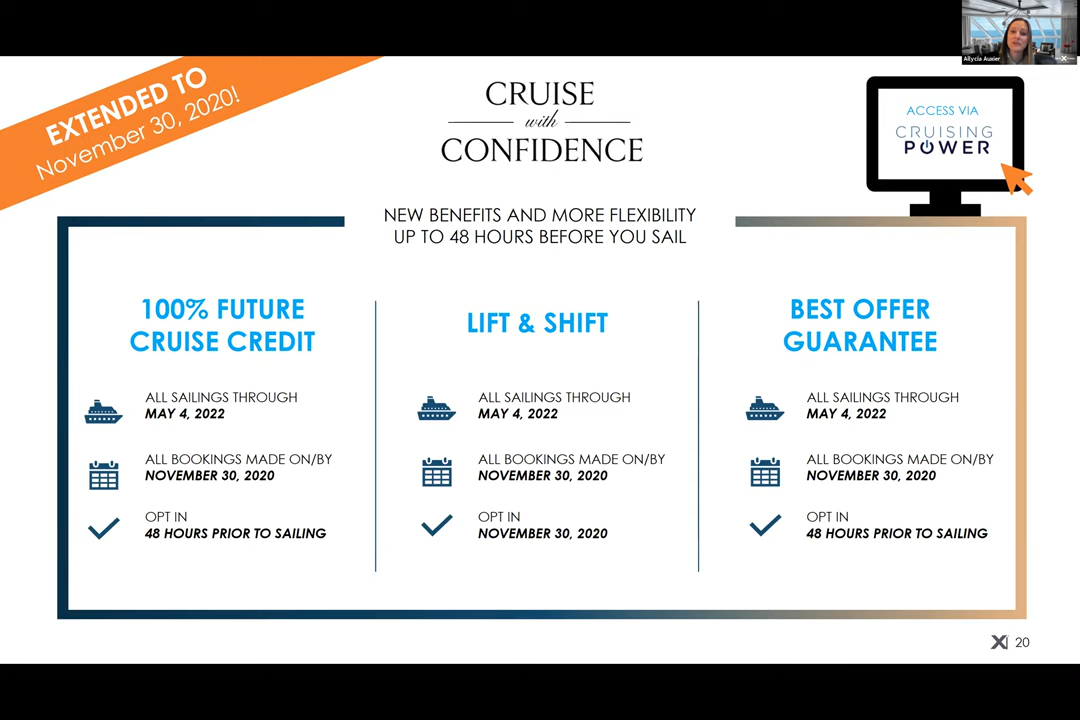 Allycia Auxier
EXTENDED TO
November 30, 2020!
CRUISE
with
CONFIDENCE
ACCESS VIA
CRUISING
POWER
NEW BENEFITS AND MORE FLEXIBILITY
UP TO 48 HOURS BEFORE YOU SAIL
100% FUTURE
CRUISE CREDIT
ALL SAILINGS THROUGH
MAY 4, 2022
ALL BOOKINGS MADE ON/BY
NOVEMBER 30, 2020
OPT IN
48 HOURS PRIOR TO SAILING
LIFT & SHIFT
ALL SAILINGS THROUGH
MAY 4, 2022
ALL BOOKINGS MADE ON/BY
NOVEMBER 30, 2020
OPT IN
NOVEMBER 30, 2020
BEST OFFER
GUARANTEE
ALL SAILINGS THROUGH
MAY 4, 2022
ALL BOOKINGS MADE ON/BY
NOVEMBER 30, 2020
OPT IN
48 HOURS PRIOR TO SAILING
X 20